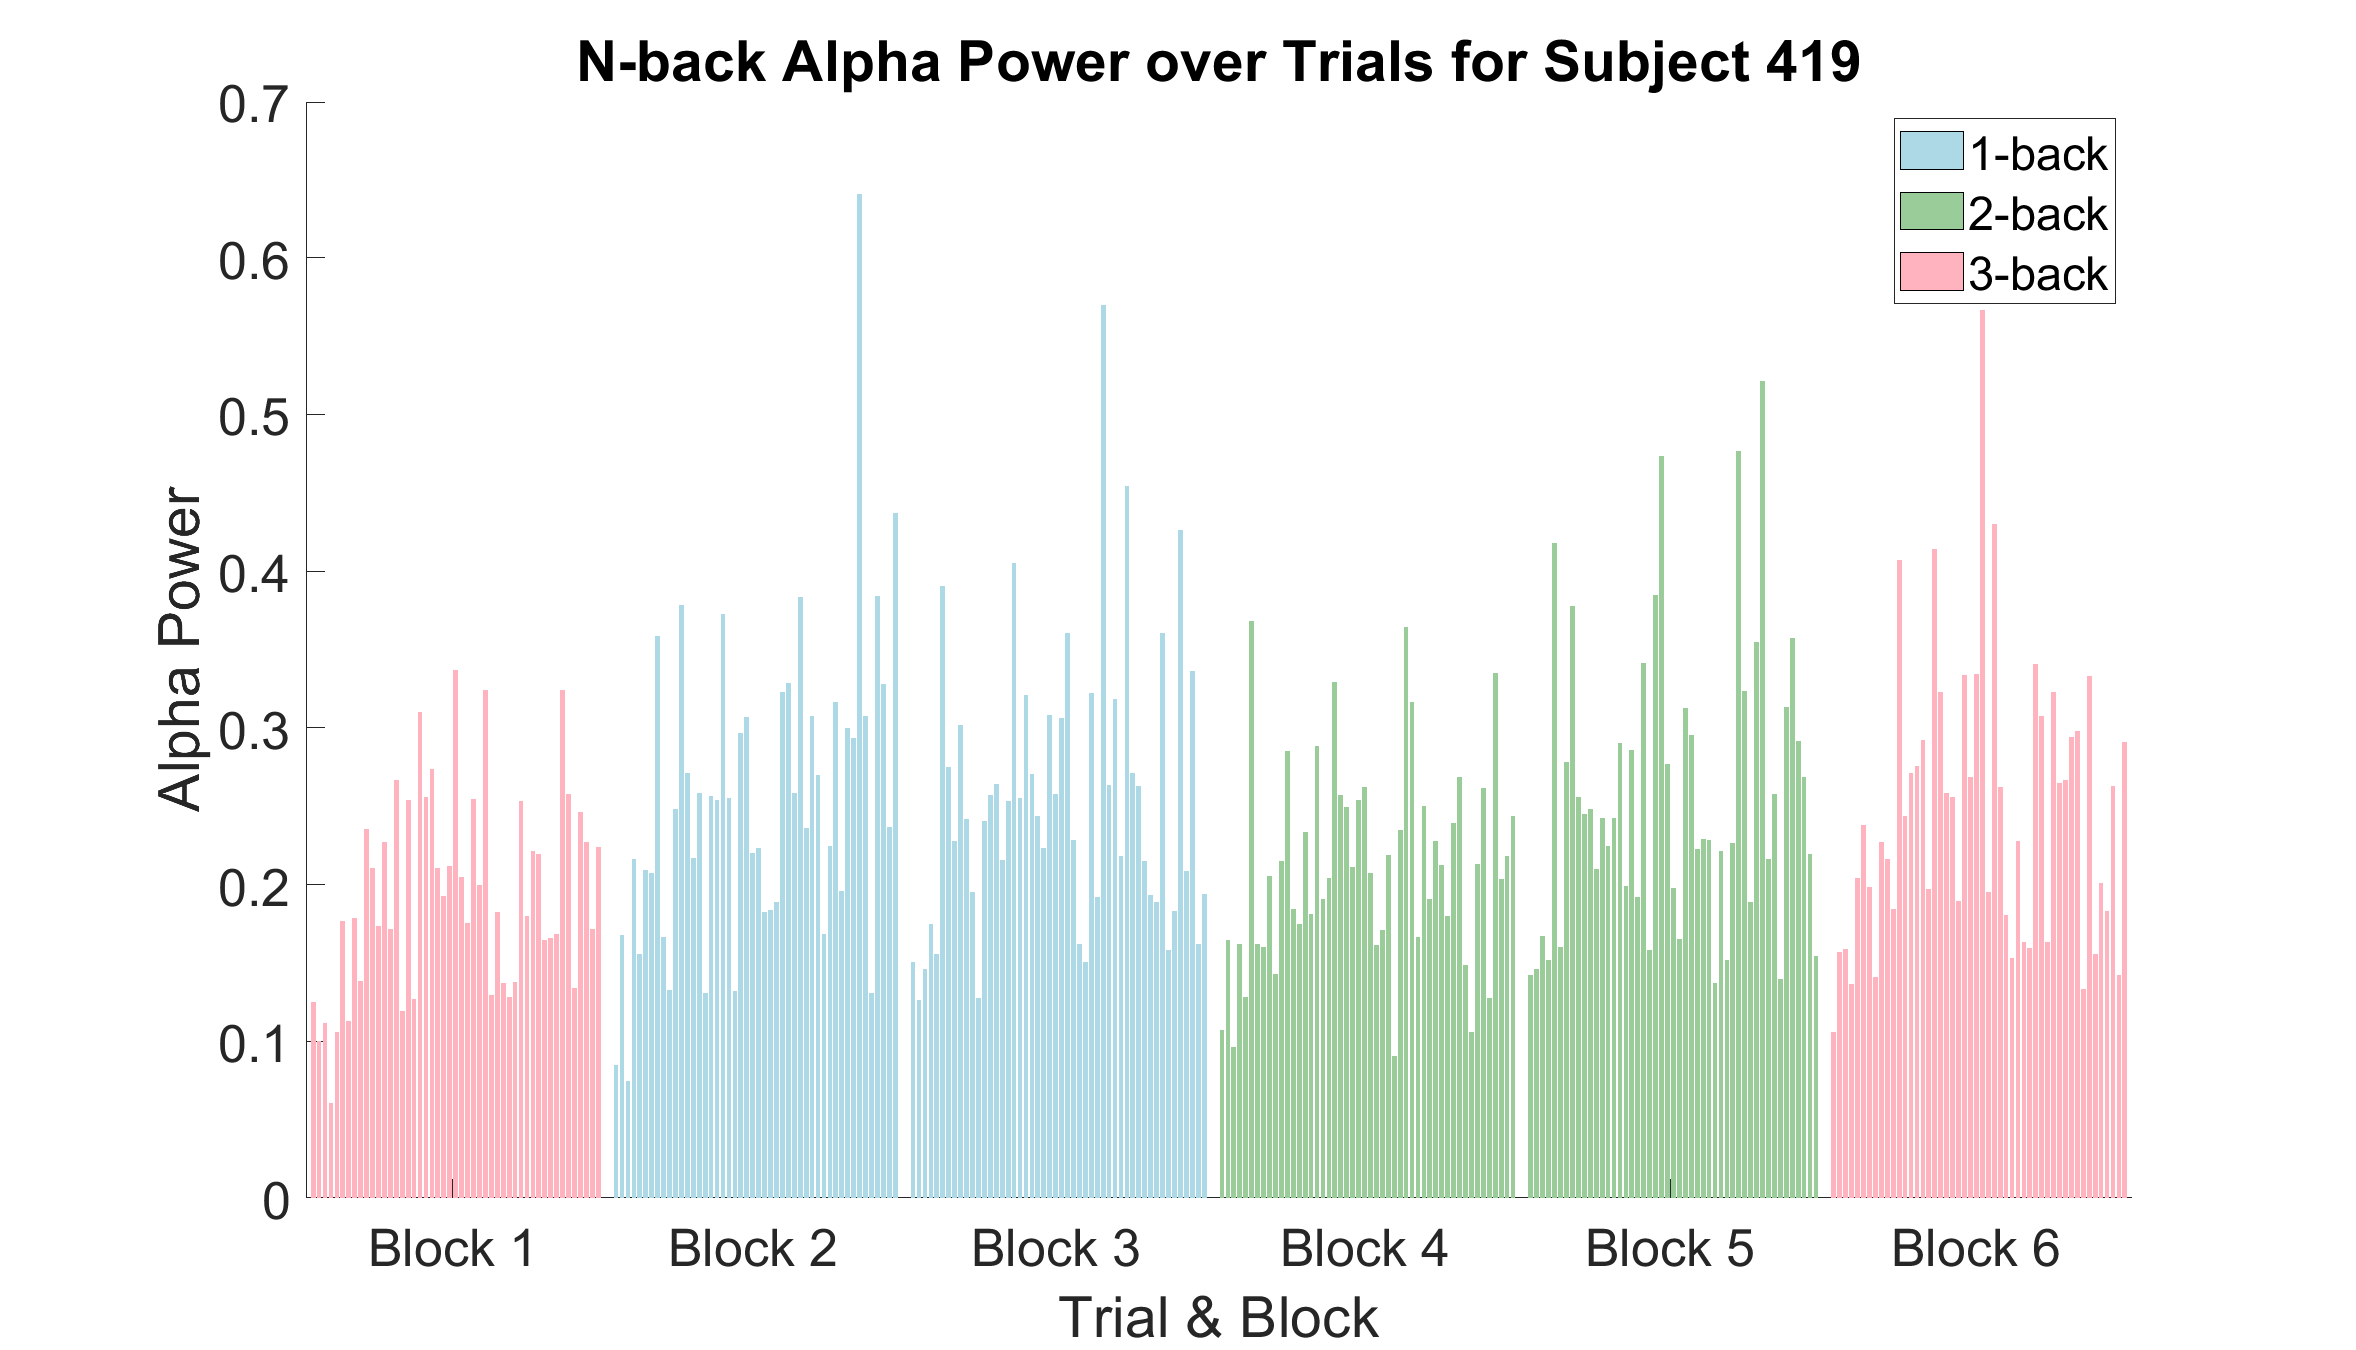 N-back Alpha Power over Trials for Subject 419
0.7
0.6
0.5
0.4
0.3
0.2
0.1
0
Alpha Power
1-back
2-back
3-back
Block 1
Block 2
Block 3
Block 4
Block 5
Block 6
Trial & Block